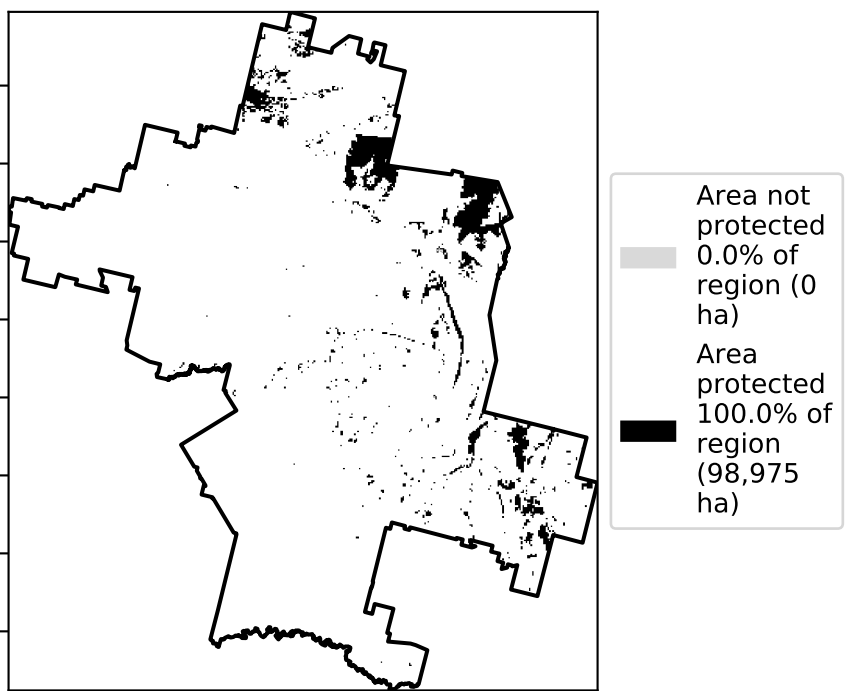 Area not
protected
0.0% of
region (0
ha)
Area
protected
100.0% of
region
(98,975
ha)